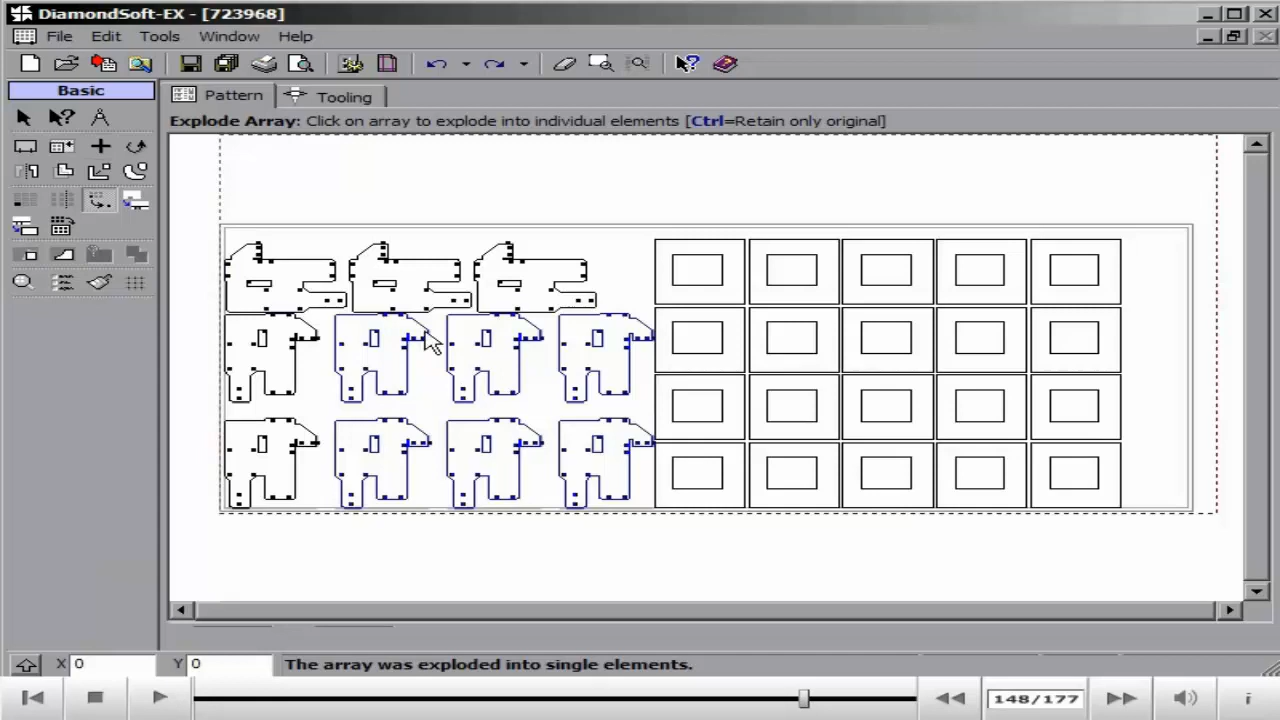 DiamondSoft-EX - [723968]
File Edit Tools Window Help
Basic
Pattern Tooling
Explode Array: Click on array to explode into individual elements [Ctrl=Retain only original]
X 0 Y 0 The array was exploded into single elements.
148/177
i